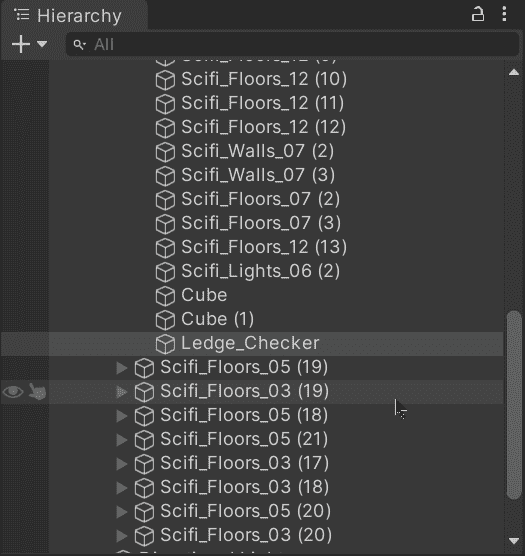 Hierarchy
All
Scifi_Floors_12 (10)
Scifi_Floors_12 (11)
Scifi_Floors_12 (12)
Scifi_Walls_07 (2)
Scifi_Walls_07 (3)
Scifi_Floors_07 (2)
Scifi_Floors_07 (3)
Scifi_Floors_12 (13)
Scifi_Lights_06 (2)
Cube
Cube (1)
Ledge_Checker
Scifi_Floors_05 (19)
Scifi_Floors_03 (19)
Scifi_Floors_05 (18)
Scifi_Floors_05 (21)
Scifi_Floors_03 (17)
Scifi_Floors_03 (18)
Scifi_Floors_05 (20)
Scifi_Floors_03 (20)